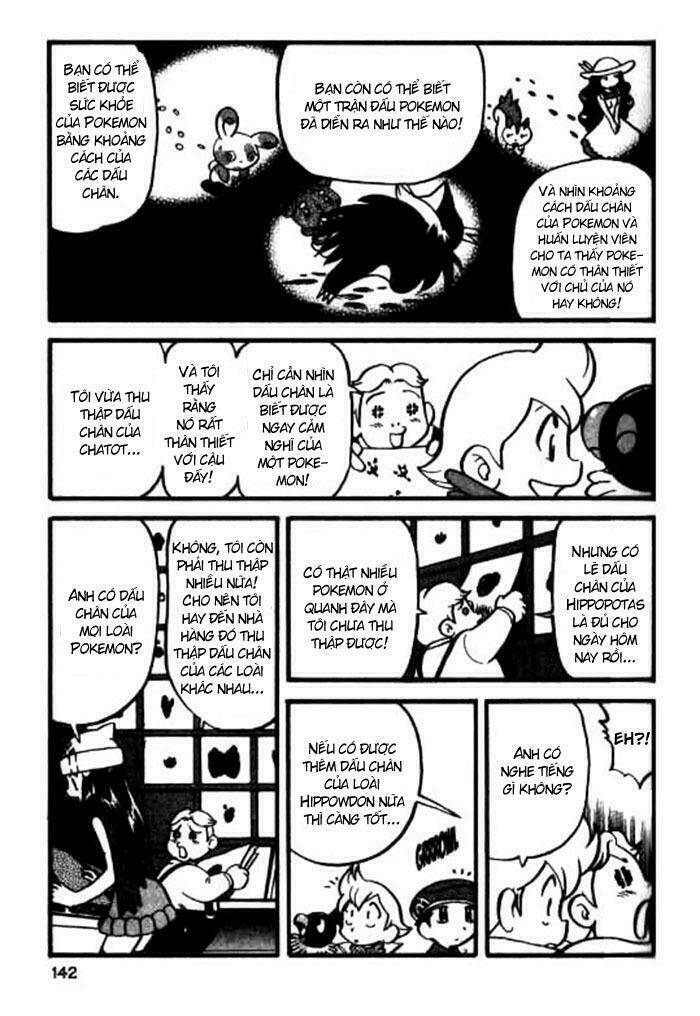 BẠN CÓ THỂ
BIẾT ĐƯỢC
SỨC KHỎE
CỦA POKEMON
BẰNG KHOẢNG
CÁCH CỦA
CÁC DẤU
CHÂN.
BẠN CÒN CÓ THỂ BIẾT
MỘT TRẬN ĐẤU POKEMON
ĐÃ DIỄN RA NHƯ THẾ NÀO!
VÀ NHÌN KHOẢNG
CÁCH DẤU CHÂN
CỦA POKEMON VÀ
HUẤN LUYỆN VIÊN
CHO TA THẤY POKE-
MON CÓ THÂN THIẾT
VỚI CHỦ CỦA NÓ
HAY KHÔNG!
TÔI VỪA THU
THẬP DẤU
CHÂN CỦA
CHATOT...
VÀ TÔI
THẤY
RẰNG
NÓ RẤT
THÂN THIẾT
VỚI CẬU
ĐẤY!
CHỈ CẦN NHÌN
DẤU CHÂN LÀ
BIẾT ĐƯỢC
NGAY CẢM
NGHĨ CỦA
MỘT POKE-
MON!
ANH CÓ DẤU
CHÂN CỦA
MỌI LOÀI
POKEMON?
KHÔNG, TÔI CÒN
PHẢI THU THẬP
NHIỀU NỮA!
CHO NÊN TÔI
HAY ĐẾN NHÀ
HÀNG ĐÓ THU
THẬP DẤU CHÂN
CỦA CÁC LOÀI
KHÁC NHAU...
CÓ THẬT NHIỀU
POKEMON Ở
QUANH ĐÂY MÀ
TÔI CHƯA THU
THẬP ĐƯỢC!
NHƯNG CÓ
LẼ DẤU
CHÂN CỦA
HIPPOPOTAS
LÀ ĐỦ CHO
NGÀY HÔM
NAY RỒI...
NẾU CÓ ĐƯỢC
THÊM DẤU CHÂN
CỦA LOÀI
HIPPOWDON NỮA
THÌ CÀNG TỐT...
GRRROWL
ANH CÓ
NGHE TIẾNG
GÌ KHÔNG?
EH?!
142